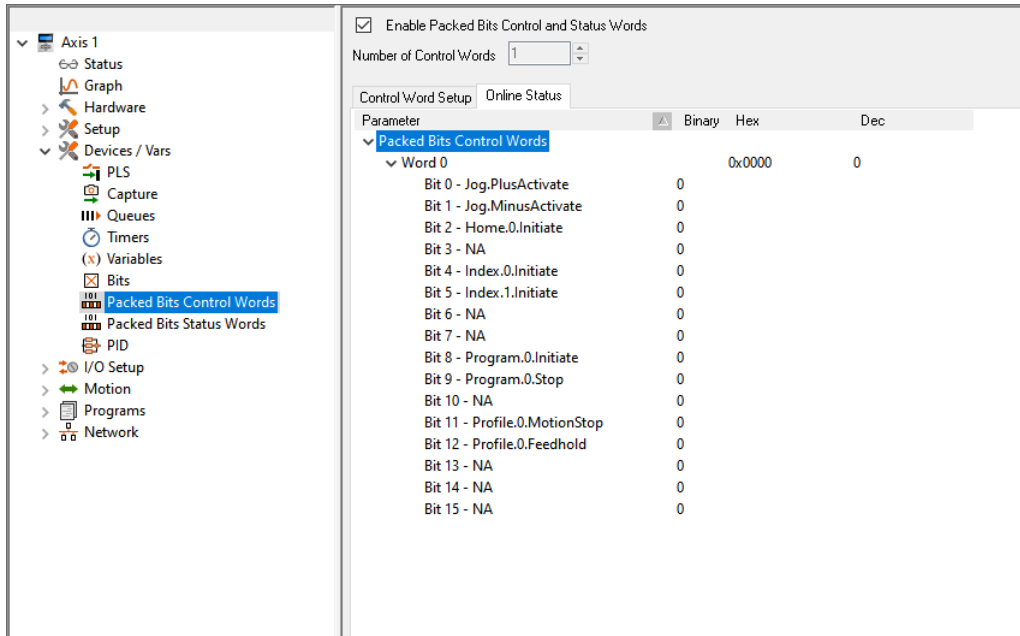 Axis 1
Status
Graph
Hardware
Setup
Devices / Vars
PLS
Capture
Queues
Timers
(x) Variables
Bits
101 Packed Bits Control Words
101 Packed Bits Status Words
PID
I/O Setup
Motion
Programs
Network
Enable Packed Bits Control and Status Words
Number of Control Words 1
Control Word Setup Online Status
Parameter Binary Hex Dec
Packed Bits Control Words
Word 0 0x0000 0
Bit 0 - Jog.PlusActivate 0
Bit 1 - Jog.MinusActivate 0
Bit 2 - Home.0.Initiate 0
Bit 3 - NA 0
Bit 4 - Index.0.Initiate 0
Bit 5 - Index.1.Initiate 0
Bit 6 - NA 0
Bit 7 - NA 0
Bit 8 - Program.0.Initiate 0
Bit 9 - Program.0.Stop 0
Bit 10 - NA 0
Bit 11 - Profile.0.MotionStop 0
Bit 12 - Profile.0.Feedhold 0
Bit 13 - NA 0
Bit 14 - NA 0
Bit 15 - NA 0